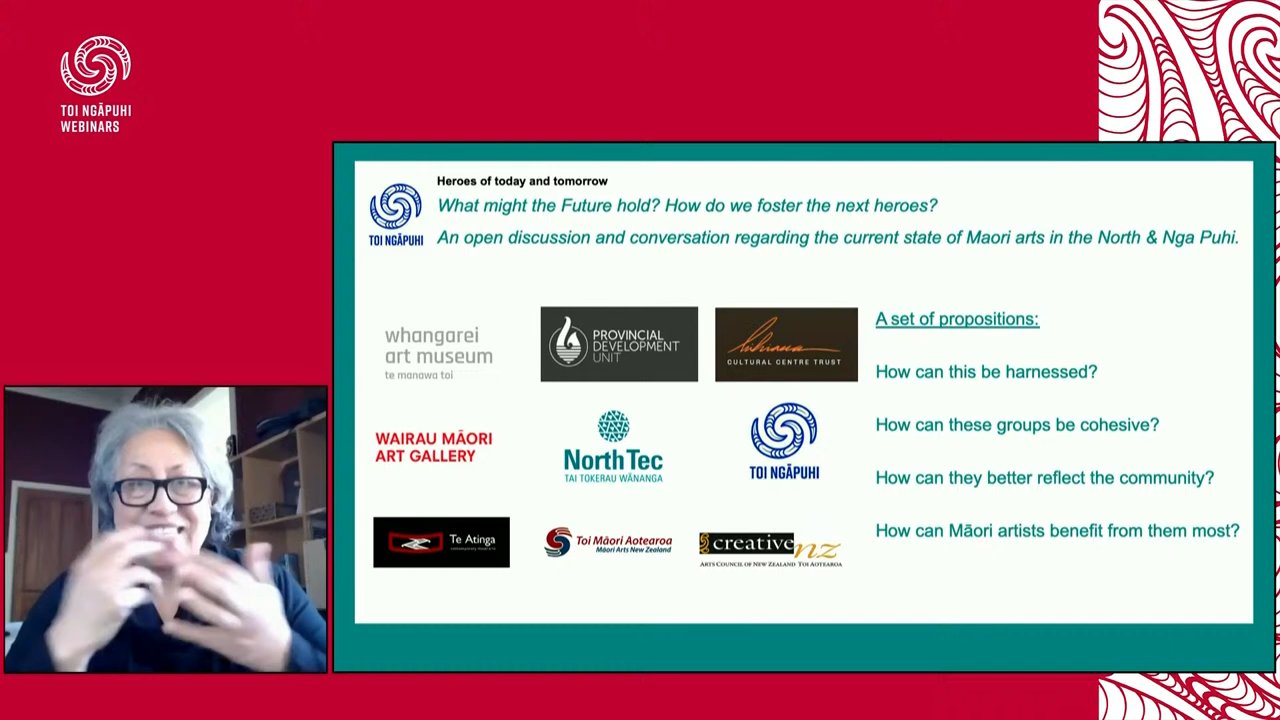 TOI NGĀPUHI
WEBINARS
Heroes of today and tomorrow
What might the Future hold? How do we foster the next heroes?
An open discussion and conversation regarding the current state of Maori arts in the North & Nga Puhi.
TOI NGĀPUHI
whangarei
art museum
te manawa toi
PROVINCIAL
DEVELOPMENT
UNIT
CULTURAL CENTRE TRUST
WAIRAU MĀORI
ART GALLERY
NorthTec
TAI TOKERAU WĀNANGA
TOI NGĀPUHI
Te Atinga
Toi Māori Aotearoa
Māori Arts New Zealand
creative nz
ARTS COUNCIL OF NEW ZEALAND TOI AOTEAROA
A set of propositions:
How can this be harnessed?
How can these groups be cohesive?
How can they better reflect the community?
How can Māori artists benefit from them most?